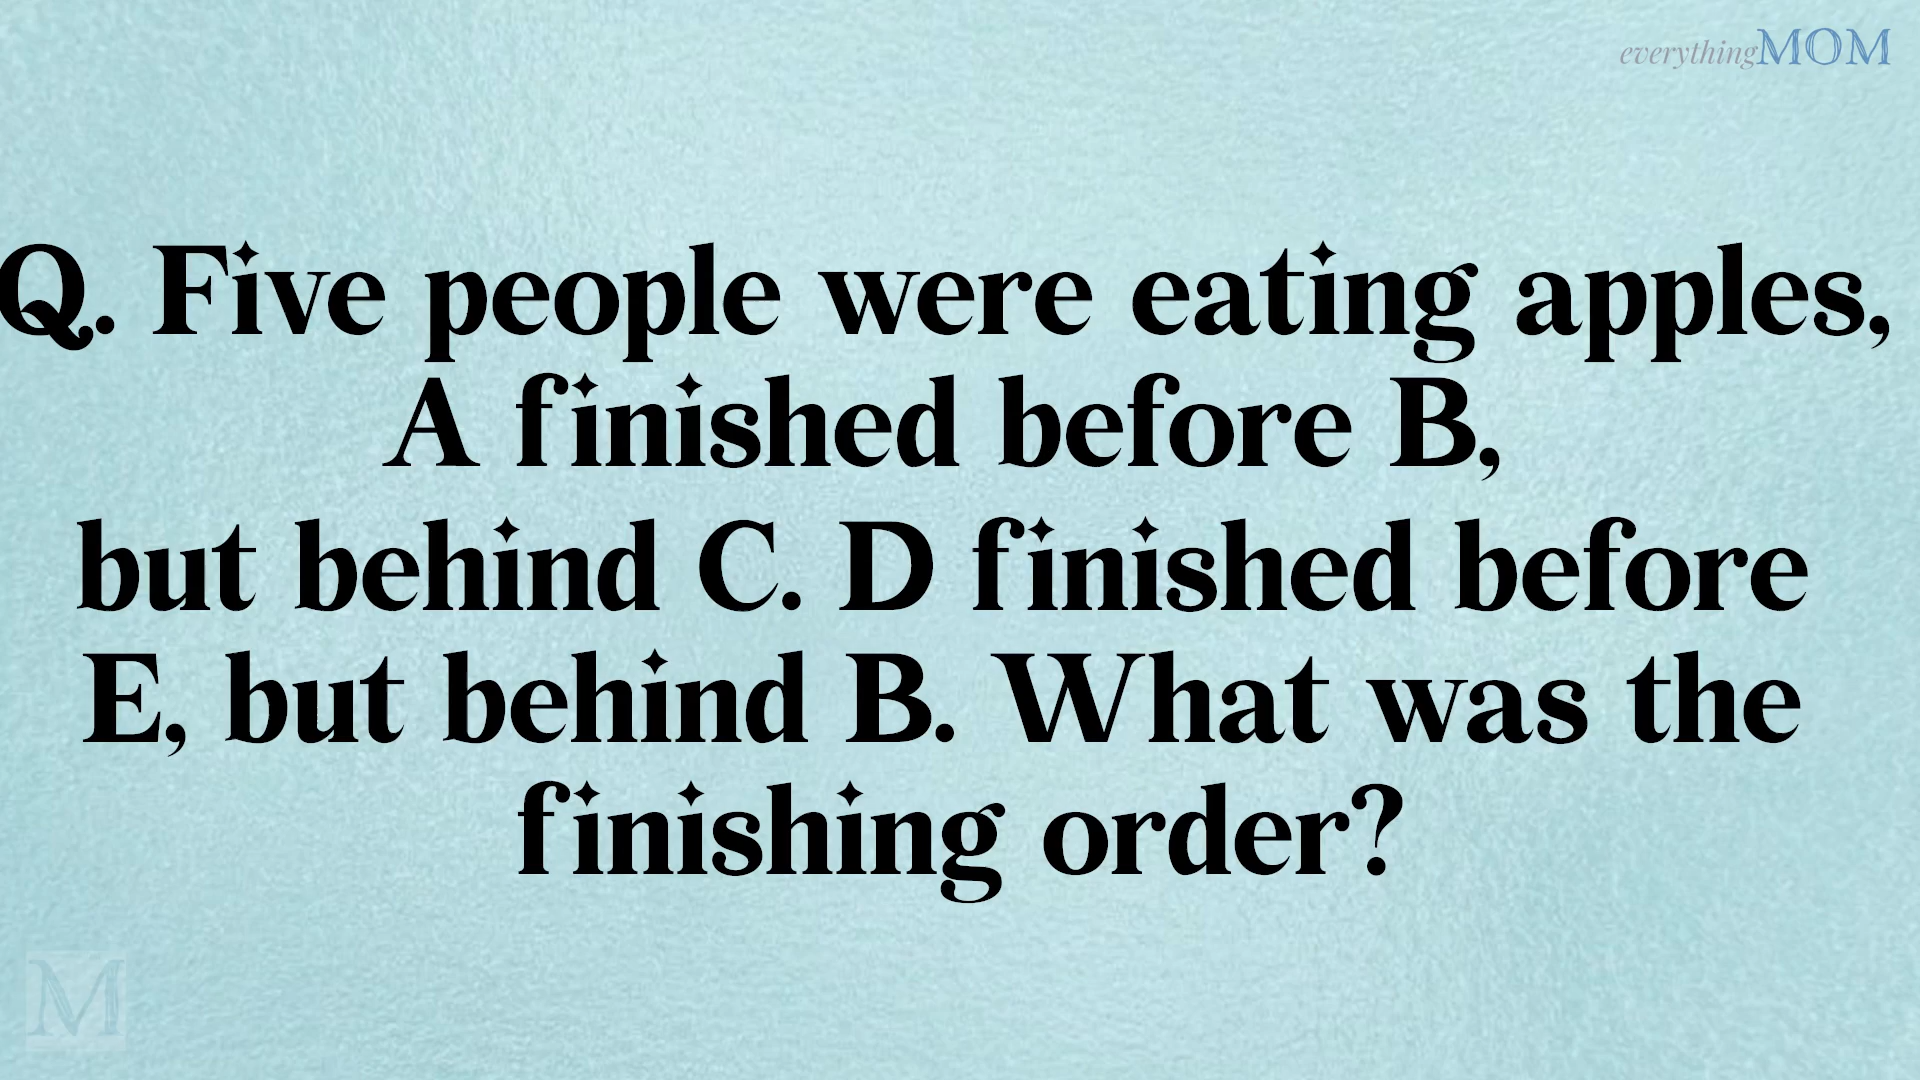 everythingMOM
Q. Five people were eating apples,
A finished before B,
but behind C. D finished before
E, but behind B. What was the
finishing order?
M